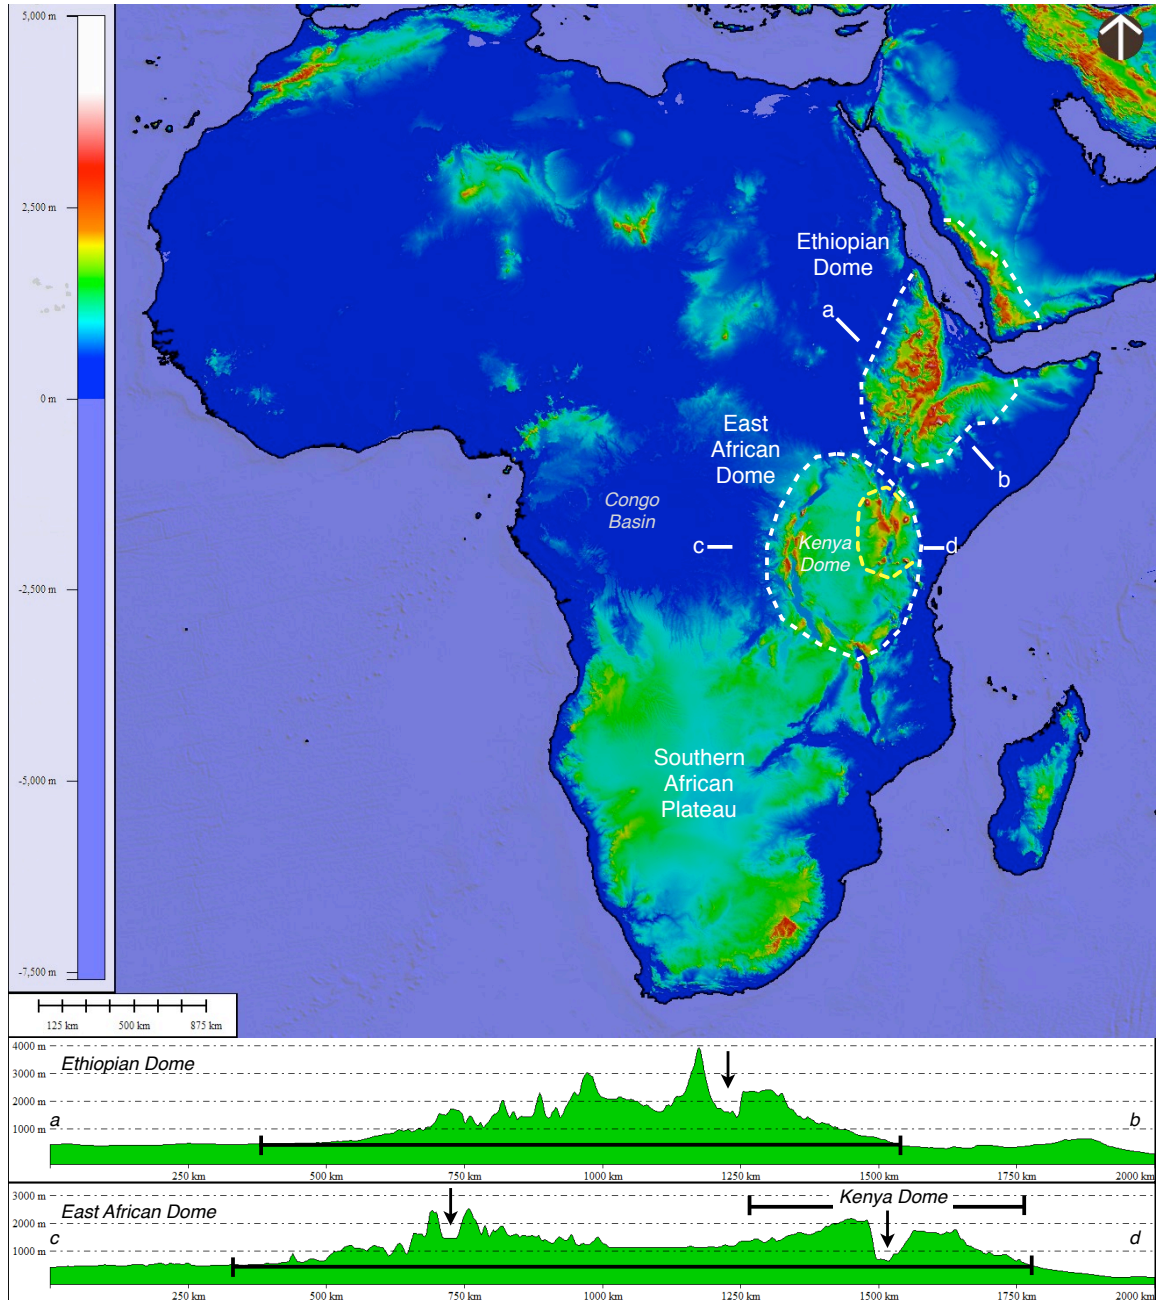 5,000 m
2,500 m
0 m
-2,500 m
-5,000 m
-7,500 m
Ethiopian
Dome
a
b
East
African
Dome
Congo
Basin
c
Kenya
Dome
d
Southern
African
Plateau
125 km 500 km 875 km
4000 m
3000 m
2000 m
1000 m
Ethiopian Dome
a
b
250 km 500 km 750 km 1000 km 1250 km 1500 km 1750 km 2000 km
3000 m
2000 m
1000 m
East African Dome
Kenya Dome
c
d
250 km 500 km 750 km 1000 km 1250 km 1500 km 1750 km 2000 km